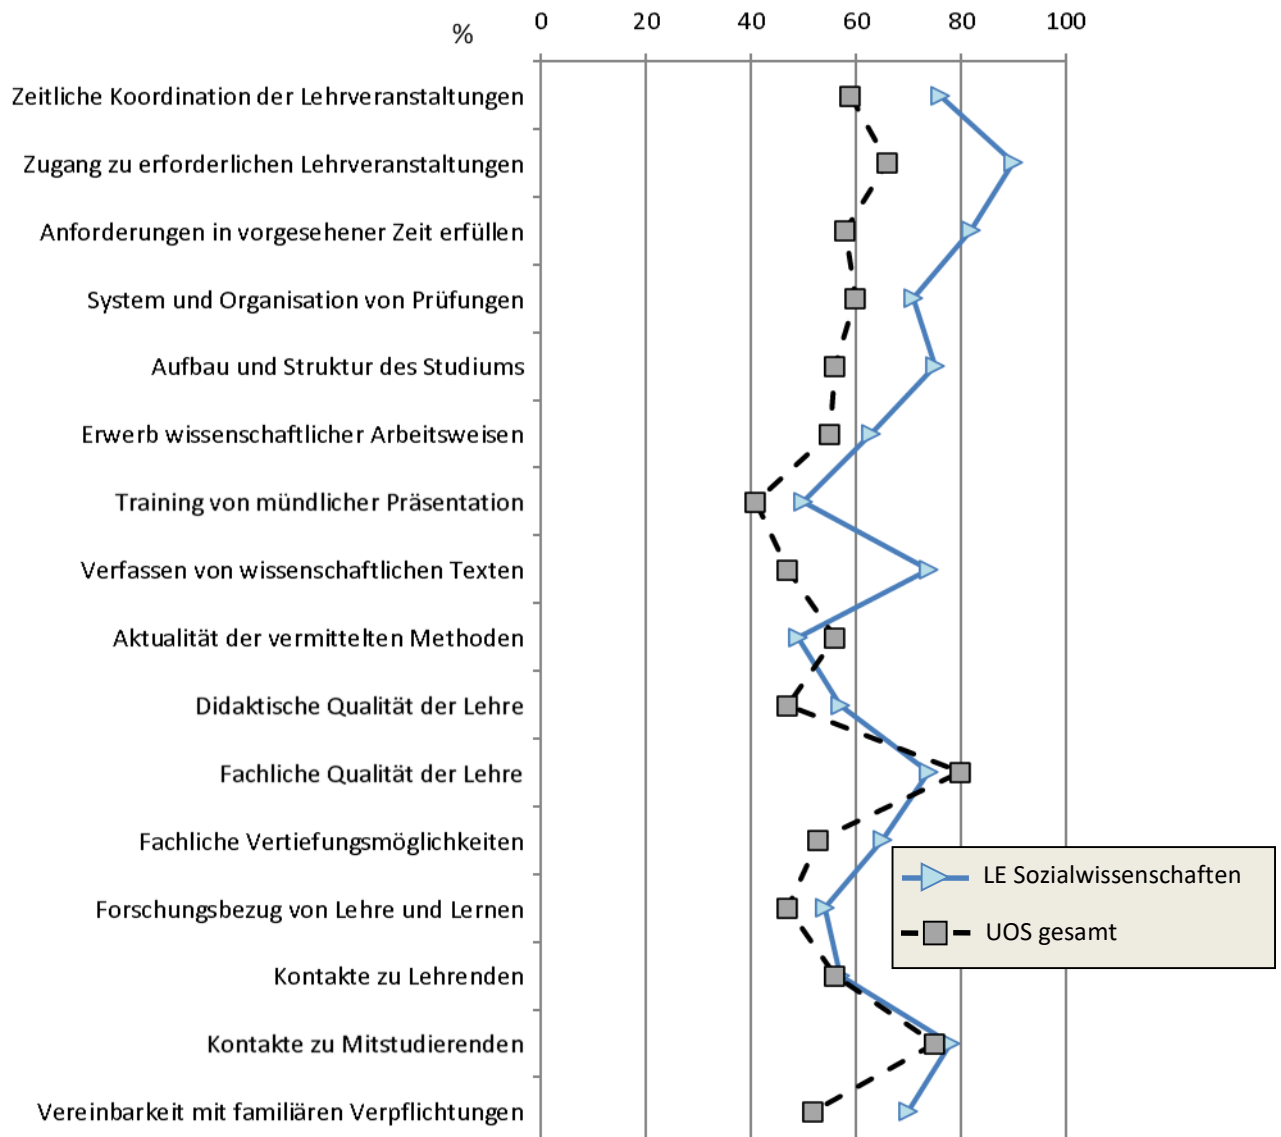 % 0 20 40 60 80 100
Zeitliche Koordination der Lehrveranstaltungen
Zugang zu erforderlichen Lehrveranstaltungen
Anforderungen in vorgesehener Zeit erfüllen
System und Organisation von Prüfungen
Aufbau und Struktur des Studiums
Erwerb wissenschaftlicher Arbeitsweisen
Training von mündlicher Präsentation
Verfassen von wissenschaftlichen Texten
Aktualität der vermittelten Methoden
Didaktische Qualität der Lehre
Fachliche Qualität der Lehre
Fachliche Vertiefungsmöglichkeiten
Forschungsbezug von Lehre und Lernen
Kontakte zu Lehrenden
Kontakte zu Mitstudierenden
Vereinbarkeit mit familiären Verpflichtungen
LE Sozialwissenschaften
UOS gesamt